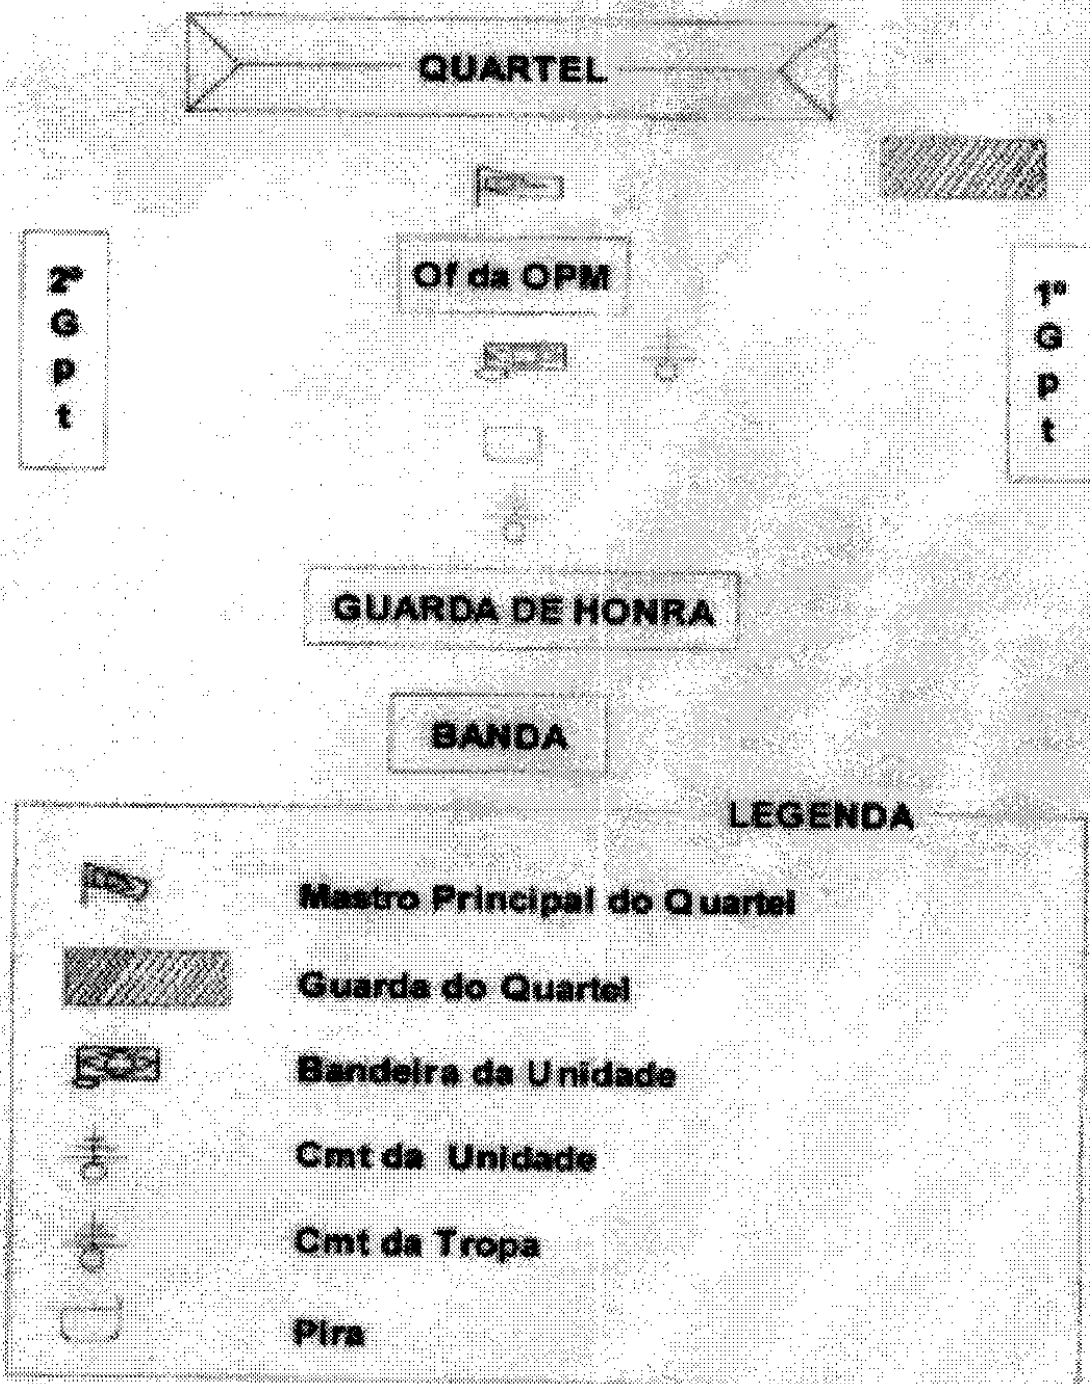 QUARTEL
Of da OPM
2º
G
p
t
1º
G
p
t
GUARDA DE HONRA
BANDA
LEGENDA
Mastro Principal do Quartel
Guarda do Quartel
Bandeira da Unidade
Cmt da Unidade
Cmt da Tropa
Pira